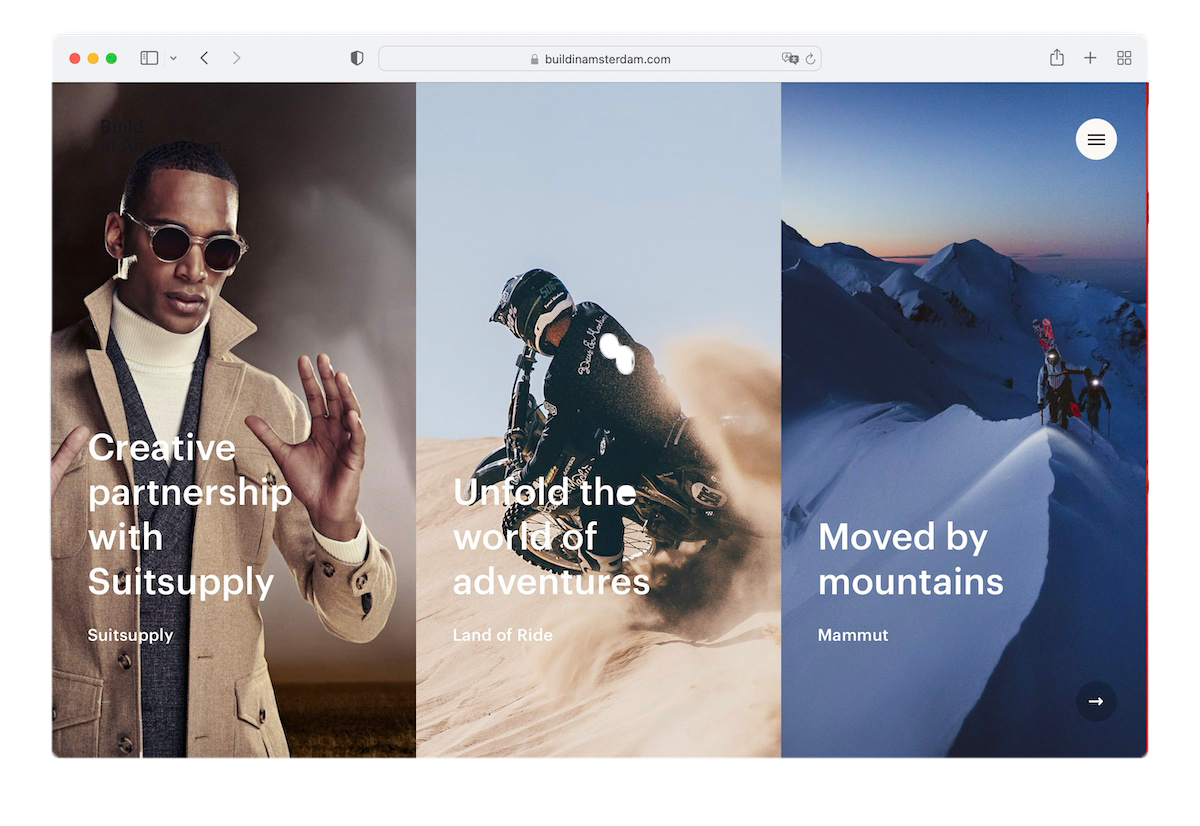 buildinamsterdam.com
Build
in Amsterdam.
Creative
partnership
with
Suitsupply
Suitsupply
Unfold the
world of
adventures
Land of Ride
Moved by
mountains
Mammut